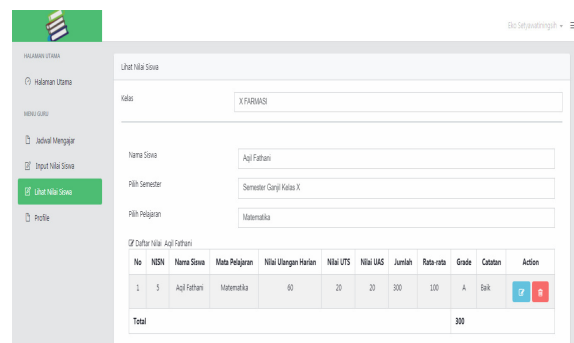 Eko Setyawatiningsih
HALAMAN UTAMA
Halaman Utama
MENU GURU
Jadwal Mengajar
Input Nilai Siswa
Lihat Nilai Siswa
Profile
Lihat Nilai Siswa
Kelas X FARMASI
Nama Siswa Aqil Fathani
Pilih Semester Semester Ganjil Kelas X
Pilih Pelajaran Matematika
Daftar Nilai Aqil Fathani
No NISN Nama Siswa Mata Pelajaran Nilai Ulangan Harian Nilai UTS Nilai UAS Jumlah Rata-rata Grade Catatan Action
1 5 Aqil Fathani Matematika 60 20 20 300 100 A Baik
Total 300